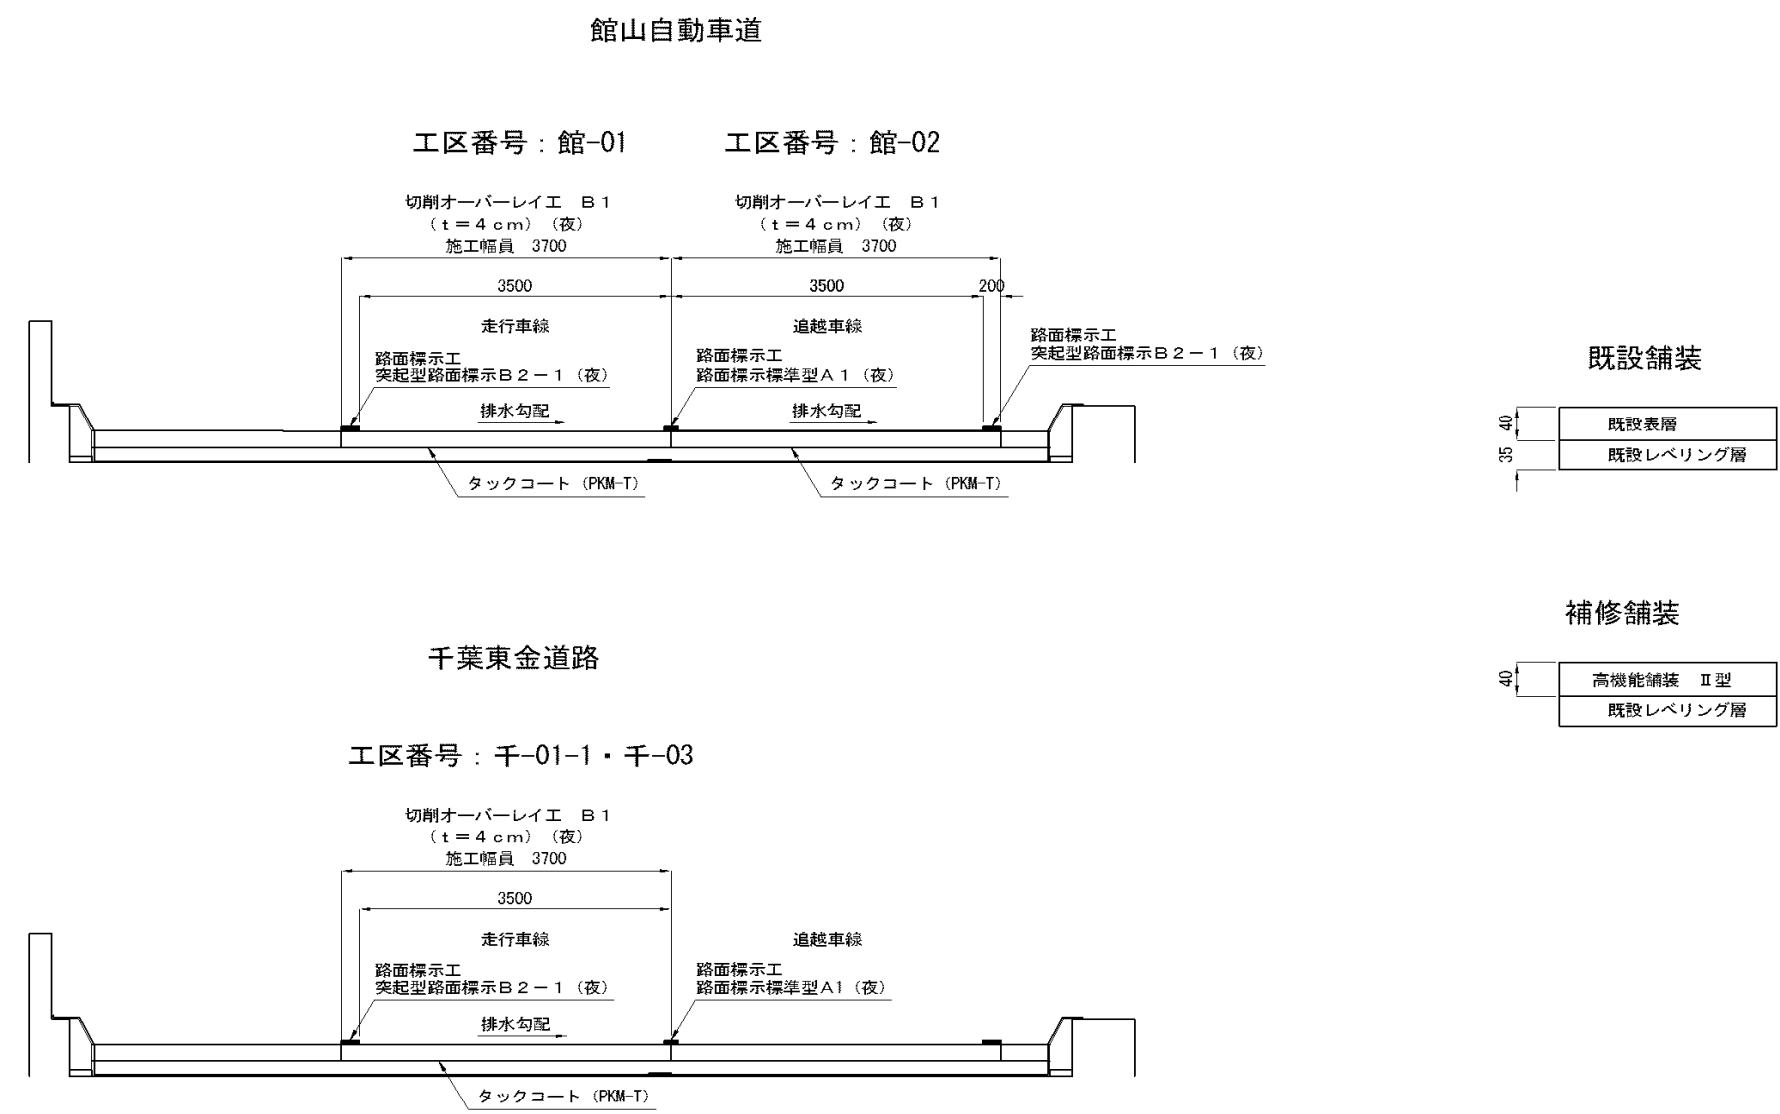 館山自動車道
工区番号：館-01
工区番号：館-02
切削オーバーレイ工　Ｂ１
（ｔ＝４ｃｍ）（夜）
施工幅員　3700
切削オーバーレイ工　Ｂ１
（ｔ＝４ｃｍ）（夜）
施工幅員　3700
3500
3500
200
走行車線
追越車線
路面標示工
突起型路面標示Ｂ２－１（夜）
路面標示工
路面標示標準型Ａ１（夜）
路面標示工
突起型路面標示Ｂ２－１（夜）
排水勾配
排水勾配
タックコート（PKM-T）
タックコート（PKM-T）
既設舗装
40
既設表層
35
既設レベリング層
補修舗装
40
高機能舗装　Ⅱ型
既設レベリング層
千葉東金道路
工区番号：千-01-1・千-03
切削オーバーレイ工　Ｂ１
（ｔ＝４ｃｍ）（夜）
施工幅員　3700
3500
走行車線
追越車線
路面標示工
突起型路面標示Ｂ２－１（夜）
路面標示工
路面標示標準型A1（夜）
排水勾配
タックコート（PKM-T）